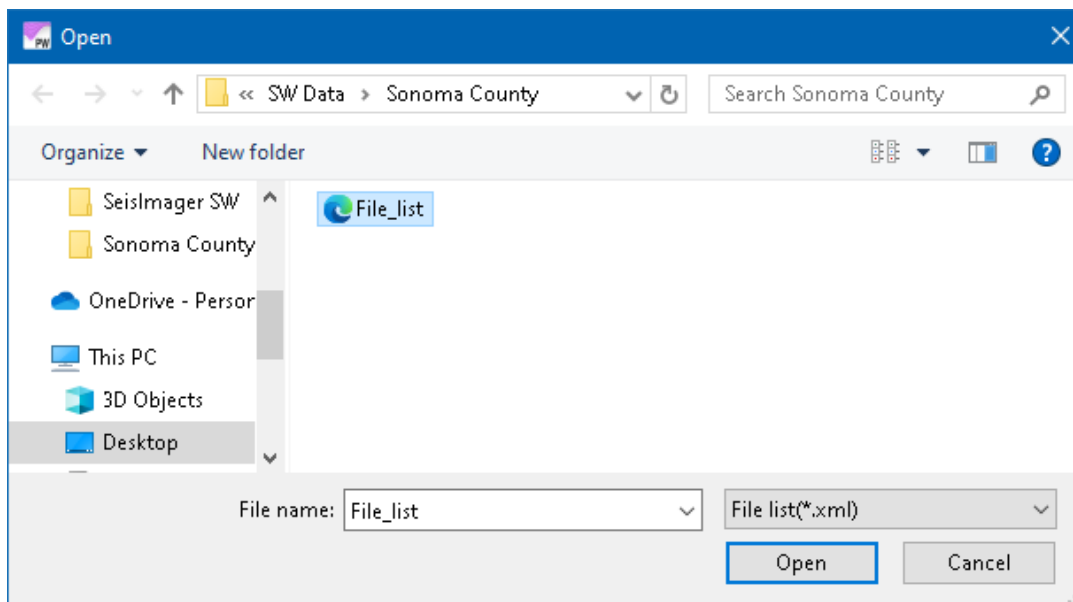 PW Open
« SW Data > Sonoma County
Search Sonoma County
Organize
New folder
SeisImager SW
Sonoma County
OneDrive - Person
This PC
3D Objects
Desktop
File_list
File name: File_list
File list(*.xml)
Open
Cancel